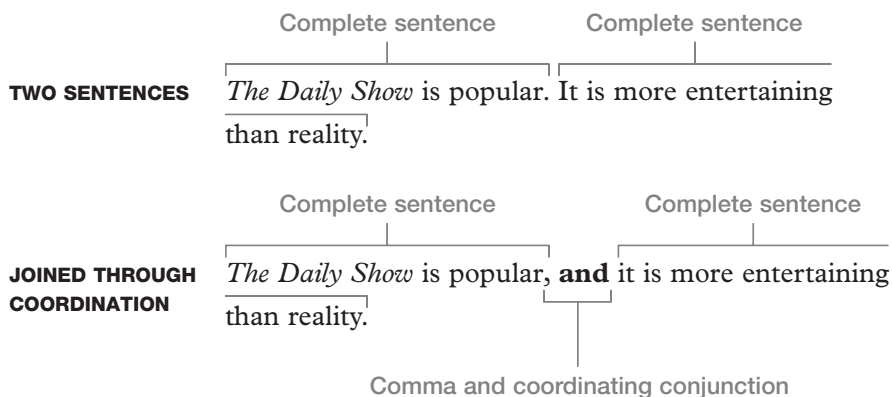 Complete sentence Complete sentence
TWO SENTENCES The Daily Show is popular. It is more entertaining
than reality.
Complete sentence Complete sentence
JOINED THROUGH The Daily Show is popular, and it is more entertaining
COORDINATION than reality.
Comma and coordinating conjunction